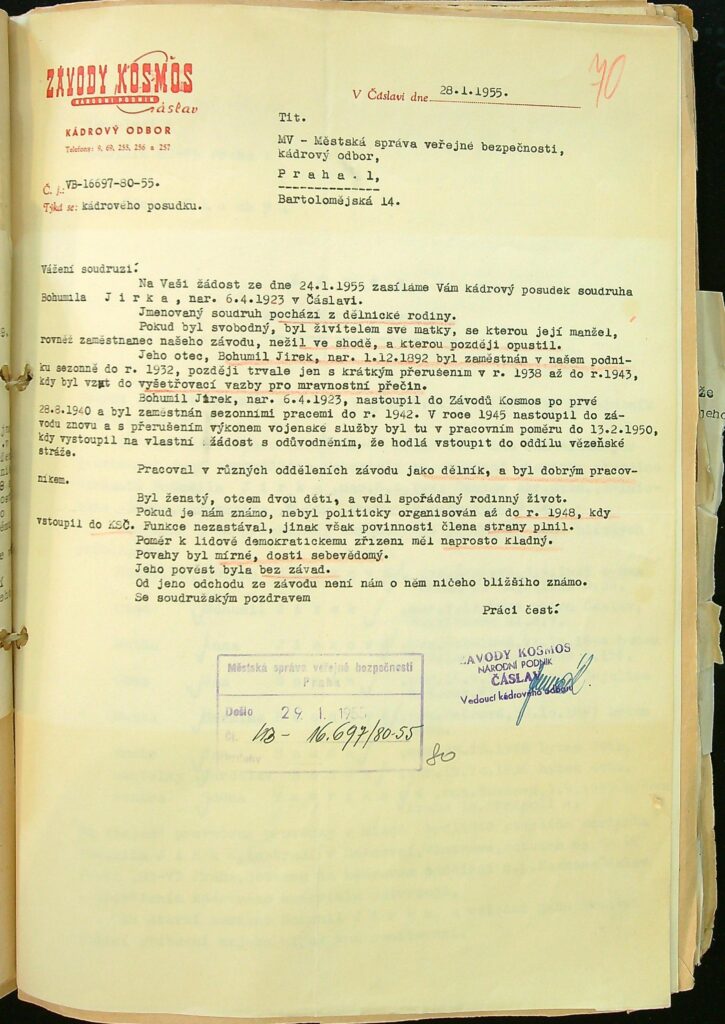 70
ZÁVODY KOSMOS
NÁRODNÍ PODNIK
Čáslav
KÁDROVÝ ODBOR
Telefony: 9, 69, 255, 256 a 257
V Čáslavi dne 28.1.1955.
Tit.
MV - Městská správa veřejné bezpečnosti,
kádrový odbor,
Praha 1,
Bartolomějská 14.
Č. j.: VB-16697-80-55.
Týká se: kádrového posudku.
Vážení soudruzi!
Na Vaši žádost ze dne 24.1.1955 zasíláme Vám kádrový posudek soudruha
Bohumila J i r k a , nar. 6.4.1923 v Čáslavi.
Jmenovaný soudruh pochází z dělnické rodiny.
Pokud byl svobodný, byl živitelem sve matky, se kterou její manžel,
rovněž zaměstnanec našeho závodu, nežil ve shodě, a kterou později opustil.
Jeho otec, Bohumil Jirek, nar. 1.12.1892 byl zaměstnán v našem podni-
ku sezonně do r. 1932, později trvale jen s krátkým přerušením v r. 1938 až do r.1943,
kdy byl vzat do vyšetřovací vazby pro mravnostní přečin.
Bohumil Jirek, nar. 6.4.1923, nastoupil do Závodů Kosmos po prvé
28.8.1940 a byl zaměstnán sezonními pracemi do r. 1942. V roce 1945 nastoupil do zá-
vodu znovu a s přerušením výkonem vojenské služby byl tu v pracovním poměru do 13.2.1950,
kdy vystoupil na vlastní žádost s odůvodněním, že hodlá vstoupit do oddílu vězeňské
stráže.
Pracoval v různých odděleních závodu jako dělník, a byl dobrým pracov-
níkem.
Byl ženatý, otcem dvou dětí, a vedl spořádaný rodinný život.
Pokud je nám známo, nebyl politicky organisován až do r. 1948, kdy
vstoupil do KSČ. Funkce nezastával, jinak však povinnosti člena strany plnil.
Poměr k lidově demokratickemu zřízení měl naprosto kladný.
Povahy byl mírné, dosti sebevědomý.
Jeho pověst byla bez závad.
Od jeho odchodu ze závodu není nám o něm ničeho bližšího známo.
Se soudružským pozdravem
Práci čest!
ZÁVODY KOSMOS
NÁRODNÍ PODNIK
ČÁSLAV
Vedoucí kádrového odboru
Městská správa veřejné bezpečnosti
Praha
Došlo 29. 1. 1955
Čj. VB - 16.697/80-55
80